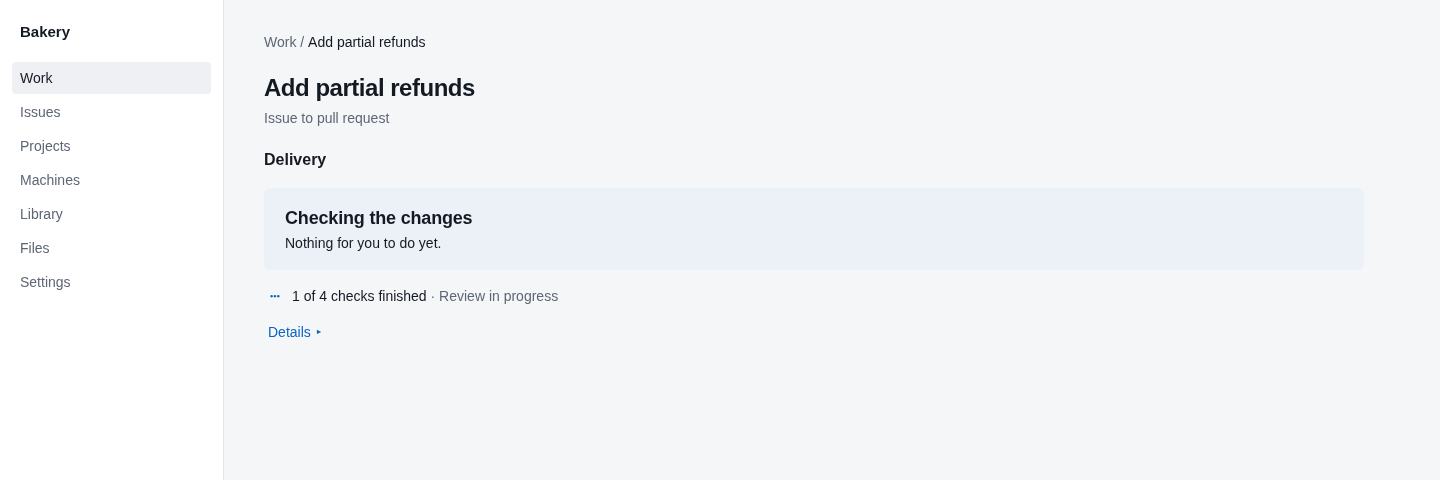 Bakery
Work
Issues
Projects
Machines
Library
Files
Settings
Work / Add partial refunds
Add partial refunds
Issue to pull request
Delivery
Checking the changes
Nothing for you to do yet.
1 of 4 checks finished · Review in progress
Details ▸